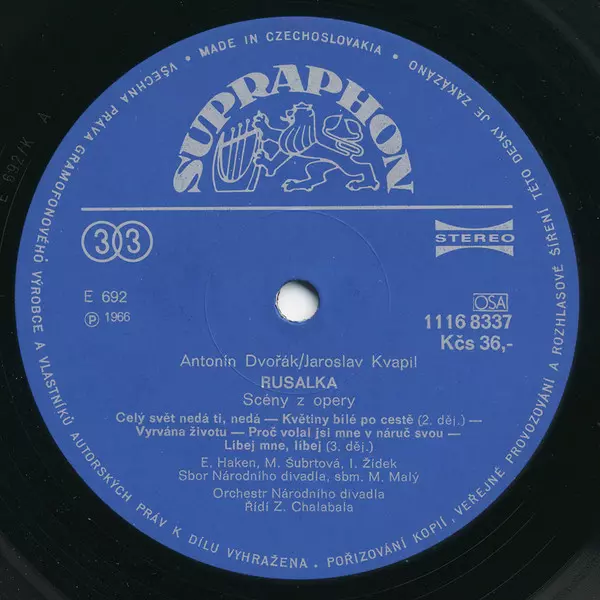 VŠECHNA PRÁVA GRAMOFONOVÉHO VÝROBCE A VLASTNÍKŮ AUTORSKÝCH PRÁV K DÍLU VYHRAŽENA. POŘIZOVÁNÍ KOPIÍ, VEŘEJNÉ PROVOZOVÁNÍ A ROZHLASOVÉ ŠÍŘENÍ TÉTO DESKY JE ZAKÁZÁNO
• MADE IN CZECHOSLOVAKIA •
SUPRAPHON
33
STEREO
E 692
OSA
Ⓟ 1966
1116 8337
Kčs 36,-
Antonín Dvořák/Jaroslav Kvapil
RUSALKA
Scény z opery
Celý svět nedá ti, nedá — Květiny bílé po cestě (2. děj.) —
Vyrvána životu — Proč volal jsi mne v náruč svou —
Líbej mne, líbej (3. děj.)
E. Haken, M. Šubrtová, I. Žídek
Sbor Národního divadla, sbm. M. Malý
Orchestr Národního divadla
Řídí Z. Chalabala
E 692/K A